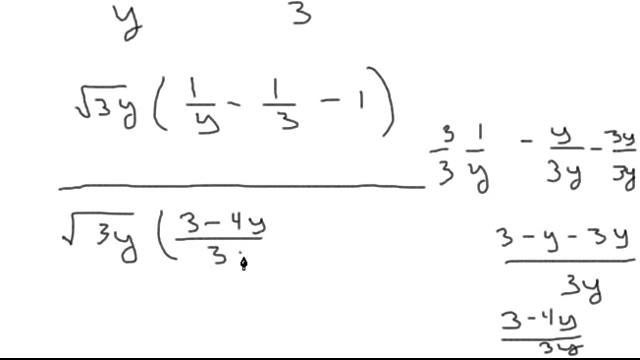 y 3
√3y ( 1/y - 1/3 - 1 )
3/3 1/y - y/3y - 3y/3y
√3y ( 3-4y/3
3-y-3y/3y
3-4y/3y